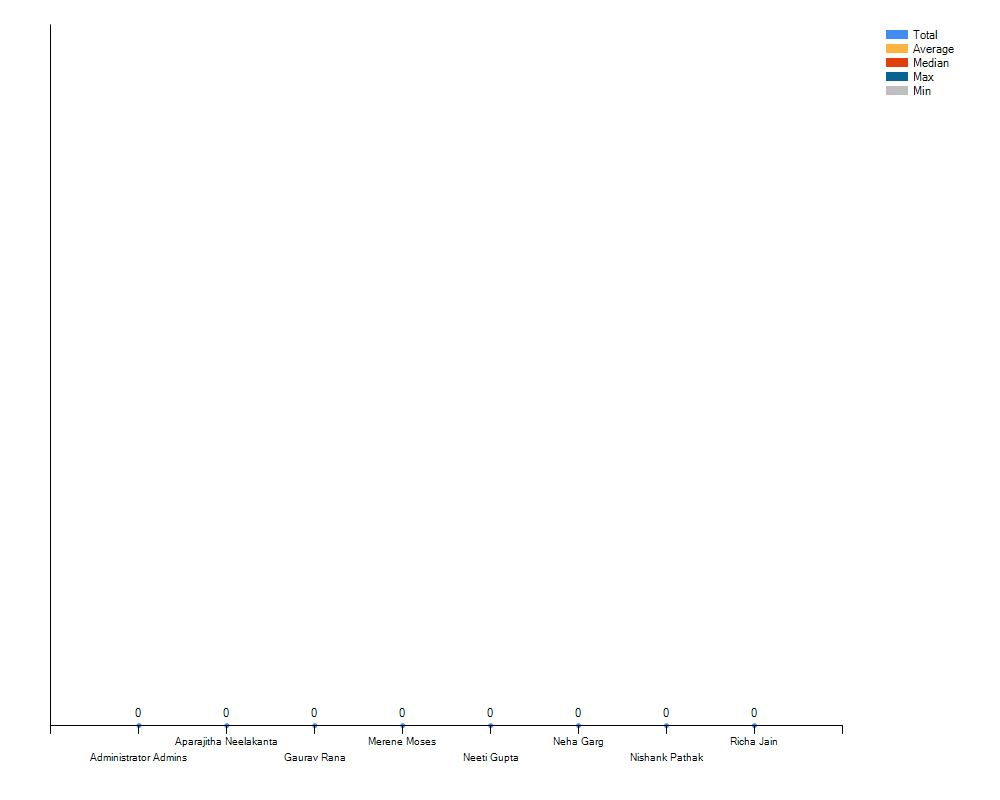 Total
Average
Median
Max
Min
0 0 0 0 0 0 0 0
Aparajitha Neelakanta Merene Moses Neha Garg Richa Jain
Administrator Admins Gaurav Rana Neeti Gupta Nishank Pathak